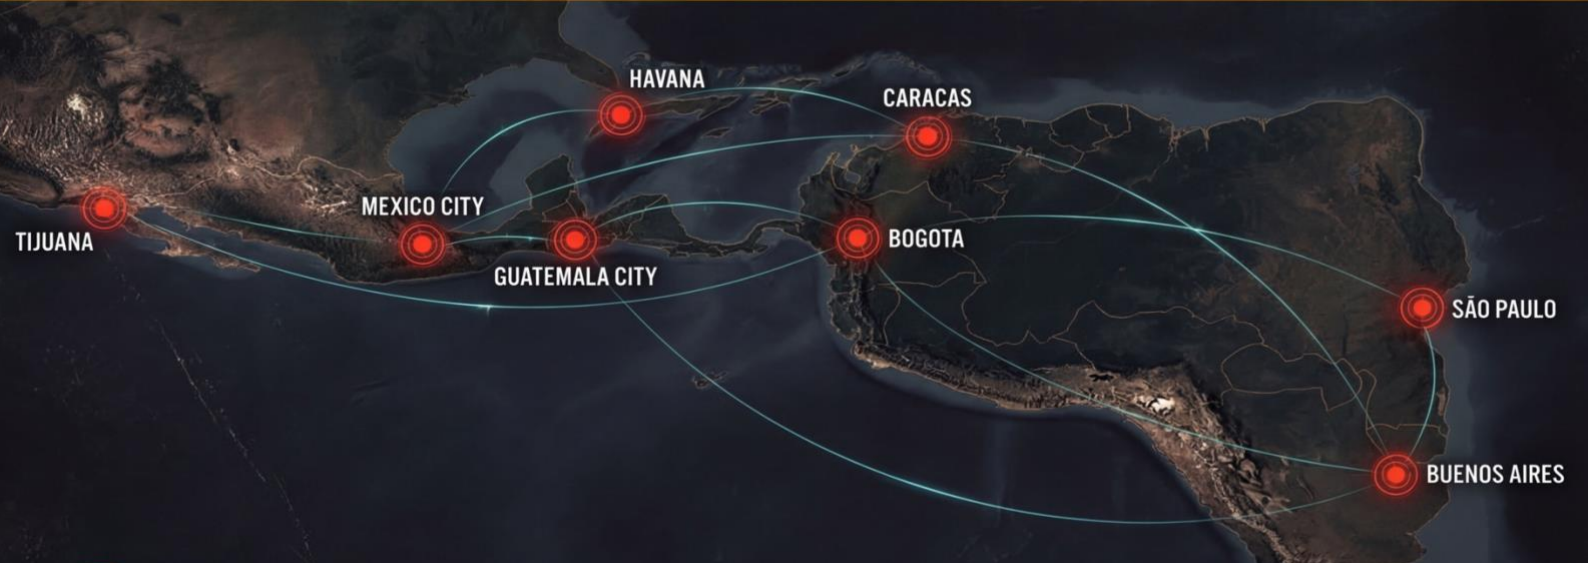 HAVANA
CARACAS
MEXICO CITY
TIJUANA
BOGOTA
GUATEMALA CITY
SÃO PAULO
BUENOS AIRES